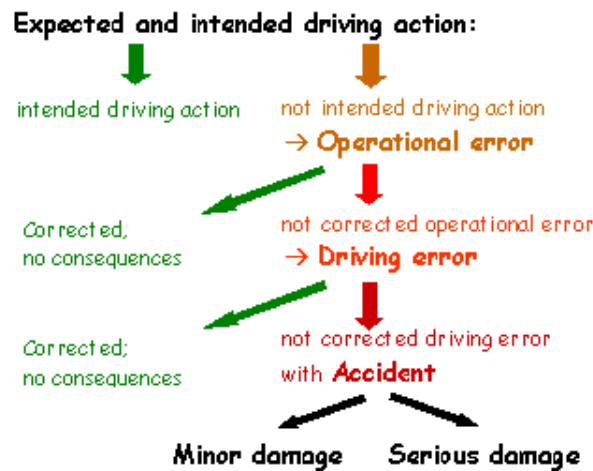 Expected and intended driving action:
intended driving action
not intended driving action
→ Operational error
Corrected;
no consequences
not corrected operational error
→ Driving error
Corrected;
no consequences
not corrected driving error
with Accident
Minor damage
Serious damage